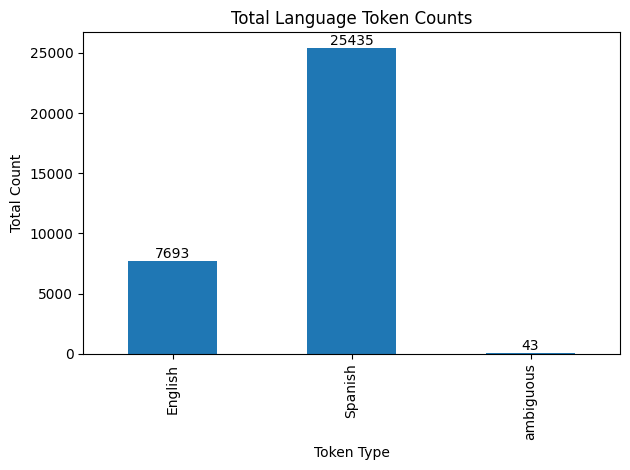 Total Language Token Counts
25435
25000
20000
15000
Total Count
10000
7693
5000
43
0
English
Spanish
ambiguous
Token Type